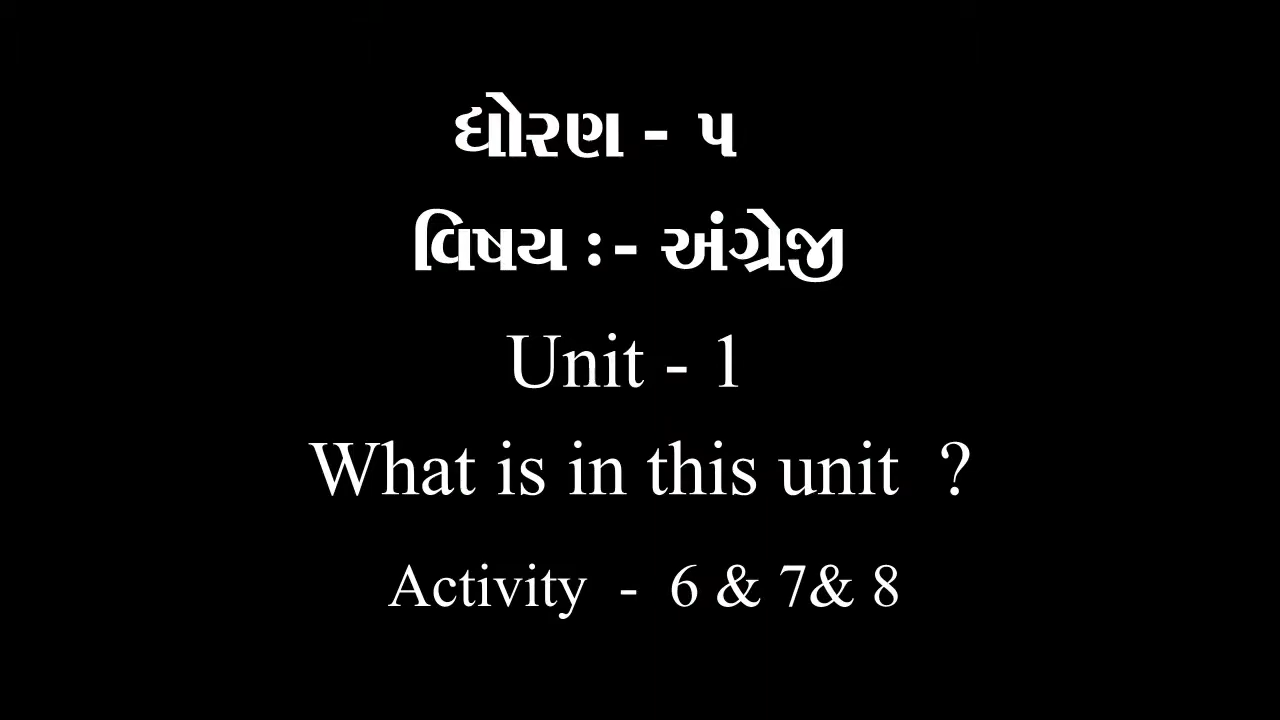 ધોરણ - ૫
વિષય ઃ- અંગ્રેજી
Unit - 1
What is in this unit ?
Activity - 6 & 7& 8